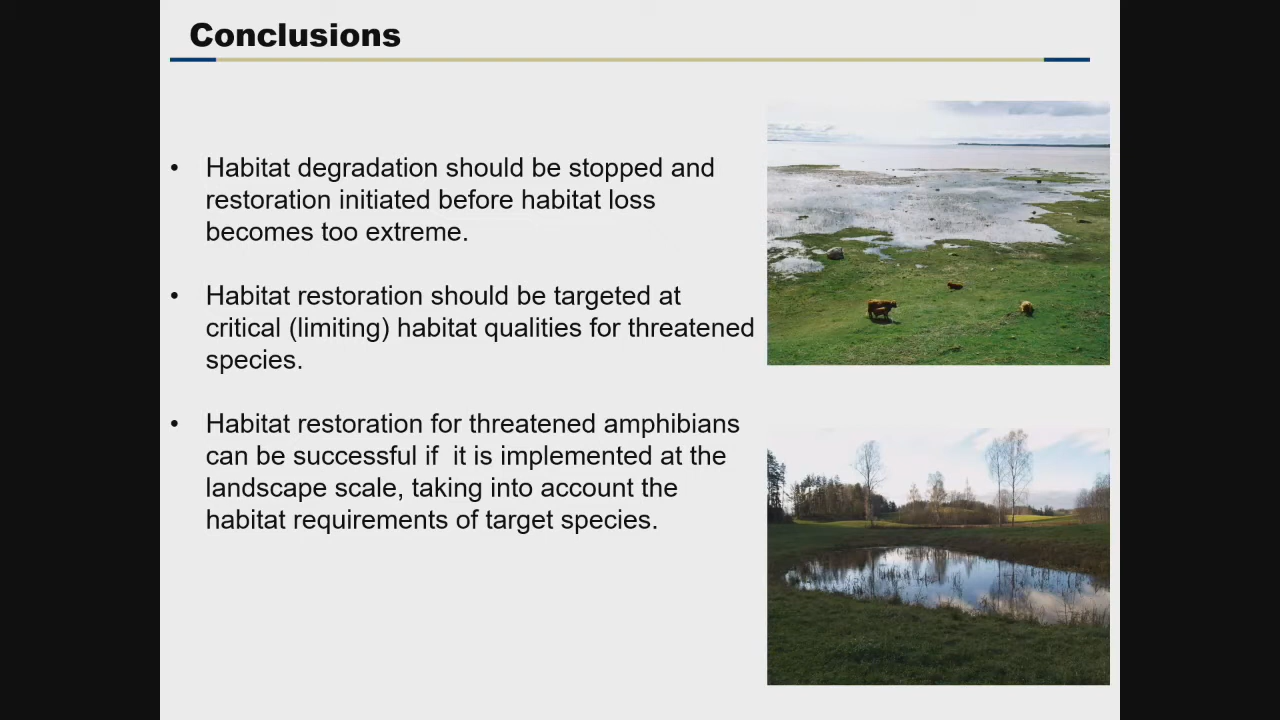 Conclusions
• Habitat degradation should be stopped and
restoration initiated before habitat loss
becomes too extreme.
• Habitat restoration should be targeted at
critical (limiting) habitat qualities for threatened
species.
• Habitat restoration for threatened amphibians
can be successful if  it is implemented at the
landscape scale, taking into account the
habitat requirements of target species.